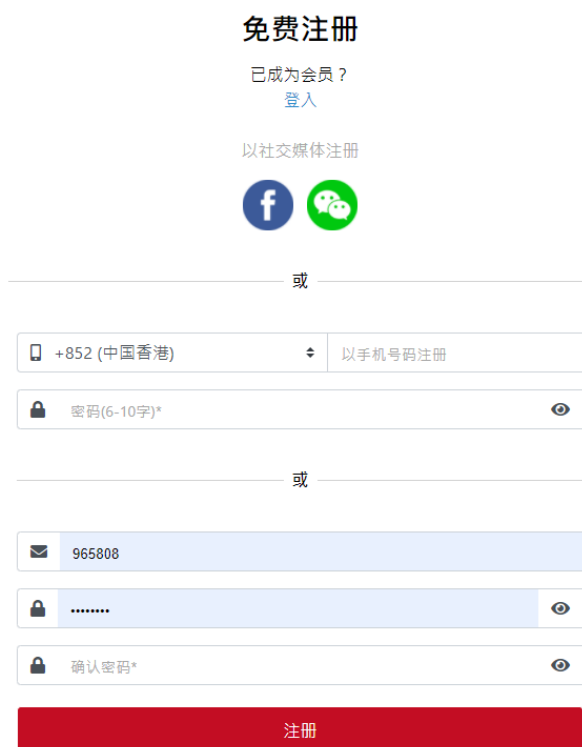 免费注册
已成为会员？
登入
以社交媒体注册
或
+852 (中国香港) 以手机号码注册
密码(6-10字)*
或
965808
••••••••
确认密码*
注册